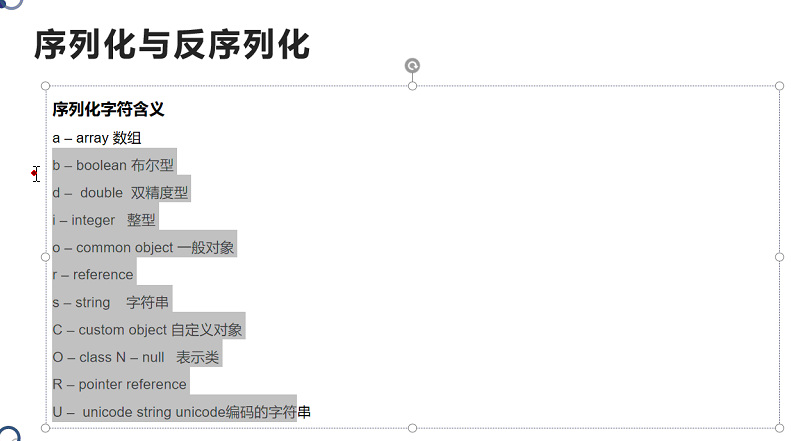 序列化与反序列化
序列化字符含义
a – array 数组
b – boolean 布尔型
d –  double  双精度型
i – integer   整型
o – common object 一般对象
r – reference
s – string    字符串
C – custom object 自定义对象
O – class N – null   表示类
R – pointer reference
U –  unicode string unicode编码的字符串